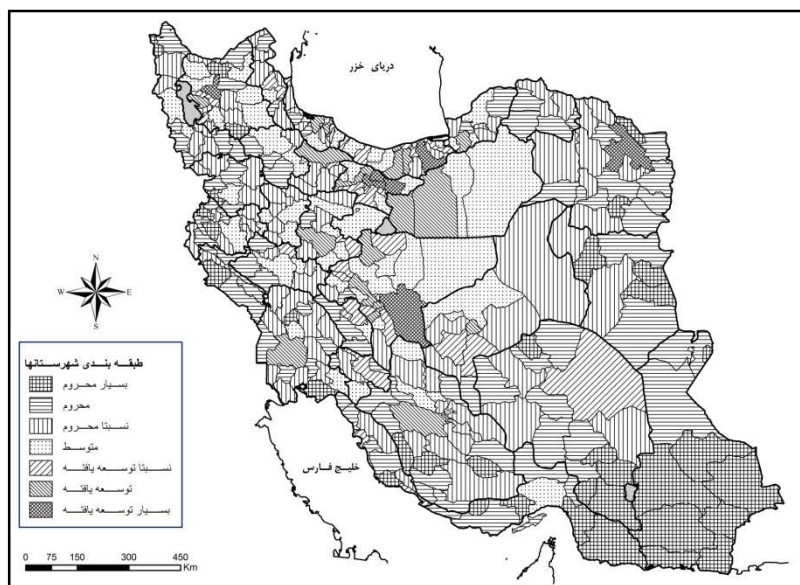 دریای خزر
N
W
E
S
طبقه بندی شهرستانها
بسیار محروم
محروم
نسبتا محروم
متوسط
نسبتا توسعه یافته
توسعه یافته
بسیار توسعه یافته
خلیج فارس
0 75 150 300 450
Km